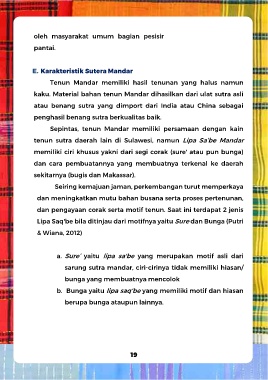 oleh masyarakat umum bagian pesisir
pantai.
E. Karakteristik Sutera Mandar
Tenun Mandar memiliki hasil tenunan yang halus namun
kaku. Material bahan tenun Mandar dihasilkan dari ulat sutra asli
atau benang sutra yang dimport dari India atau China sebagai
penghasil benang sutra berkualitas baik.
Sepintas, tenun Mandar memiliki persamaan dengan kain
tenun sutra daerah lain di Sulawesi, namun Lipa Sa'be Mandar
memiliki ciri khusus yakni dari segi corak (sure' atau pun bunga)
dan cara pembuatannya yang membuatnya terkenal ke daerah
sekitarnya (bugis dan Makassar).
Seiring kemajuan jaman, perkembangan turut memperkaya
dan meningkatkan mutu bahan busana serta proses pertenunan,
dan pengayaan corak serta motif tenun. Saat ini terdapat 2 jenis
Lipa Saq'be bila ditinjau dari motifnya yaitu Sure dan Bunga (Putri
& Wiana, 2012)
a. Sure' yaitu lipa sa'be yang merupakan motif asli dari
sarung sutra mandar, ciri-cirinya tidak memiliki hiasan/
bunga yang membuatnya mencolok
b. Bunga yaitu lipa saq'be yang memiliki motif dan hiasan
berupa bunga ataupun lainnya.
19